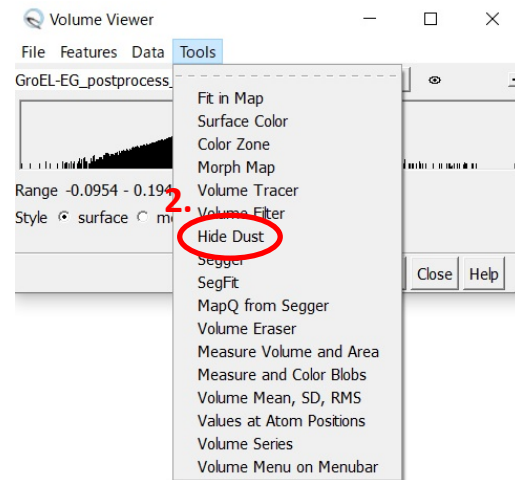 Volume Viewer
File Features Data Tools
GroEL-EG_postprocess_
Range -0.0954 - 0.194
Style surface
2.
Fit in Map
Surface Color
Color Zone
Morph Map
Volume Tracer
Volume Filter
Hide Dust
Segger
SegFit
MapQ from Segger
Volume Eraser
Measure Volume and Area
Measure and Color Blobs
Volume Mean, SD, RMS
Values at Atom Positions
Volume Series
Volume Menu on Menubar
Close Help